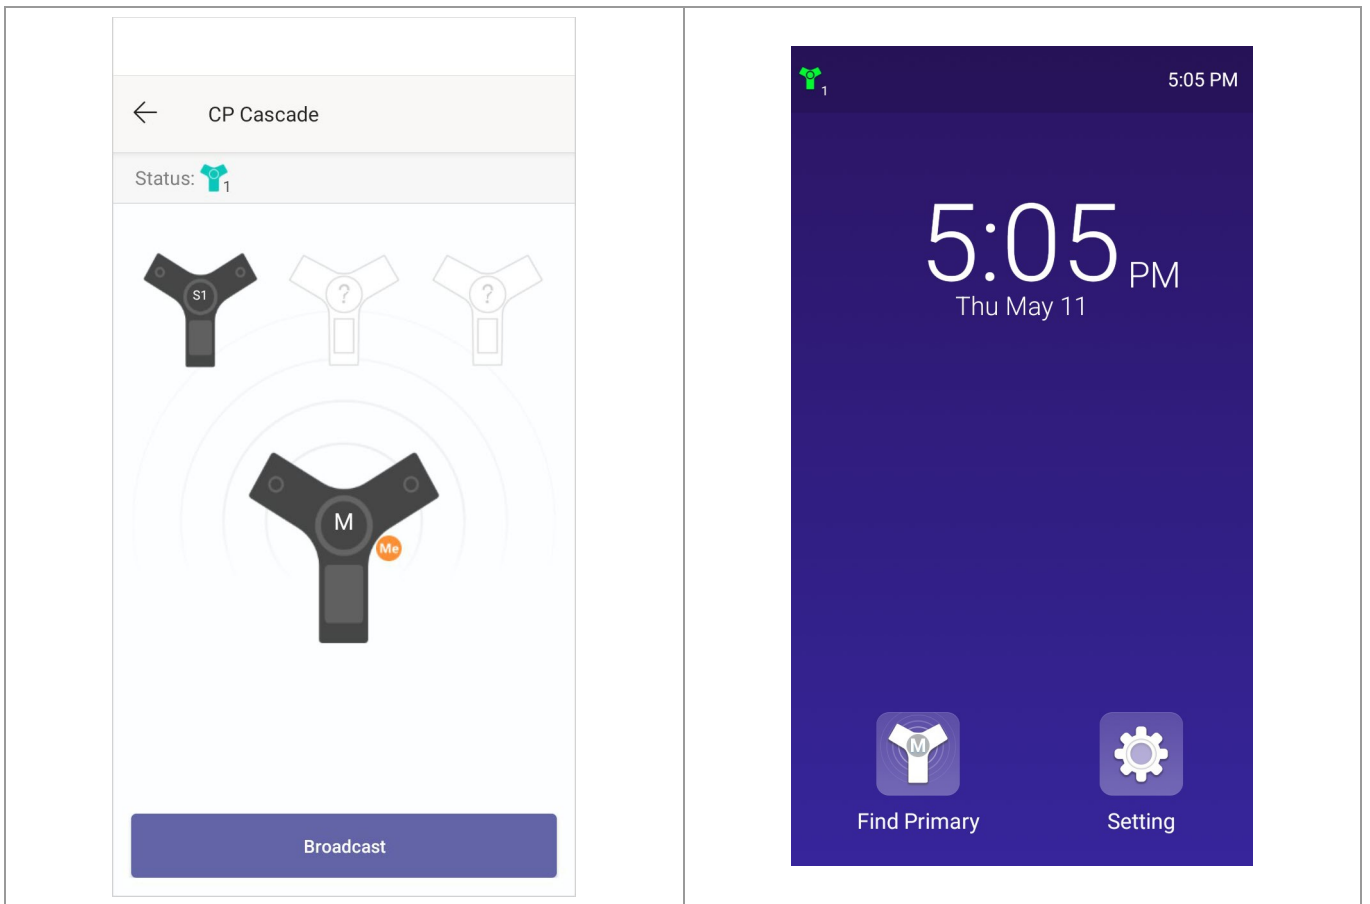 CP Cascade
Status: 1
S1
?
?
M
Me
Broadcast
1
5:05 PM
5:05 PM
Thu May 11
M
Find Primary
Setting